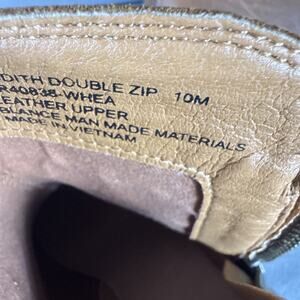 DITH DOUBLE ZIP 10M
R40838-WHEA
LEATHER UPPER
BALANCE MAN MADE MATERIALS
MADE IN VIETNAM